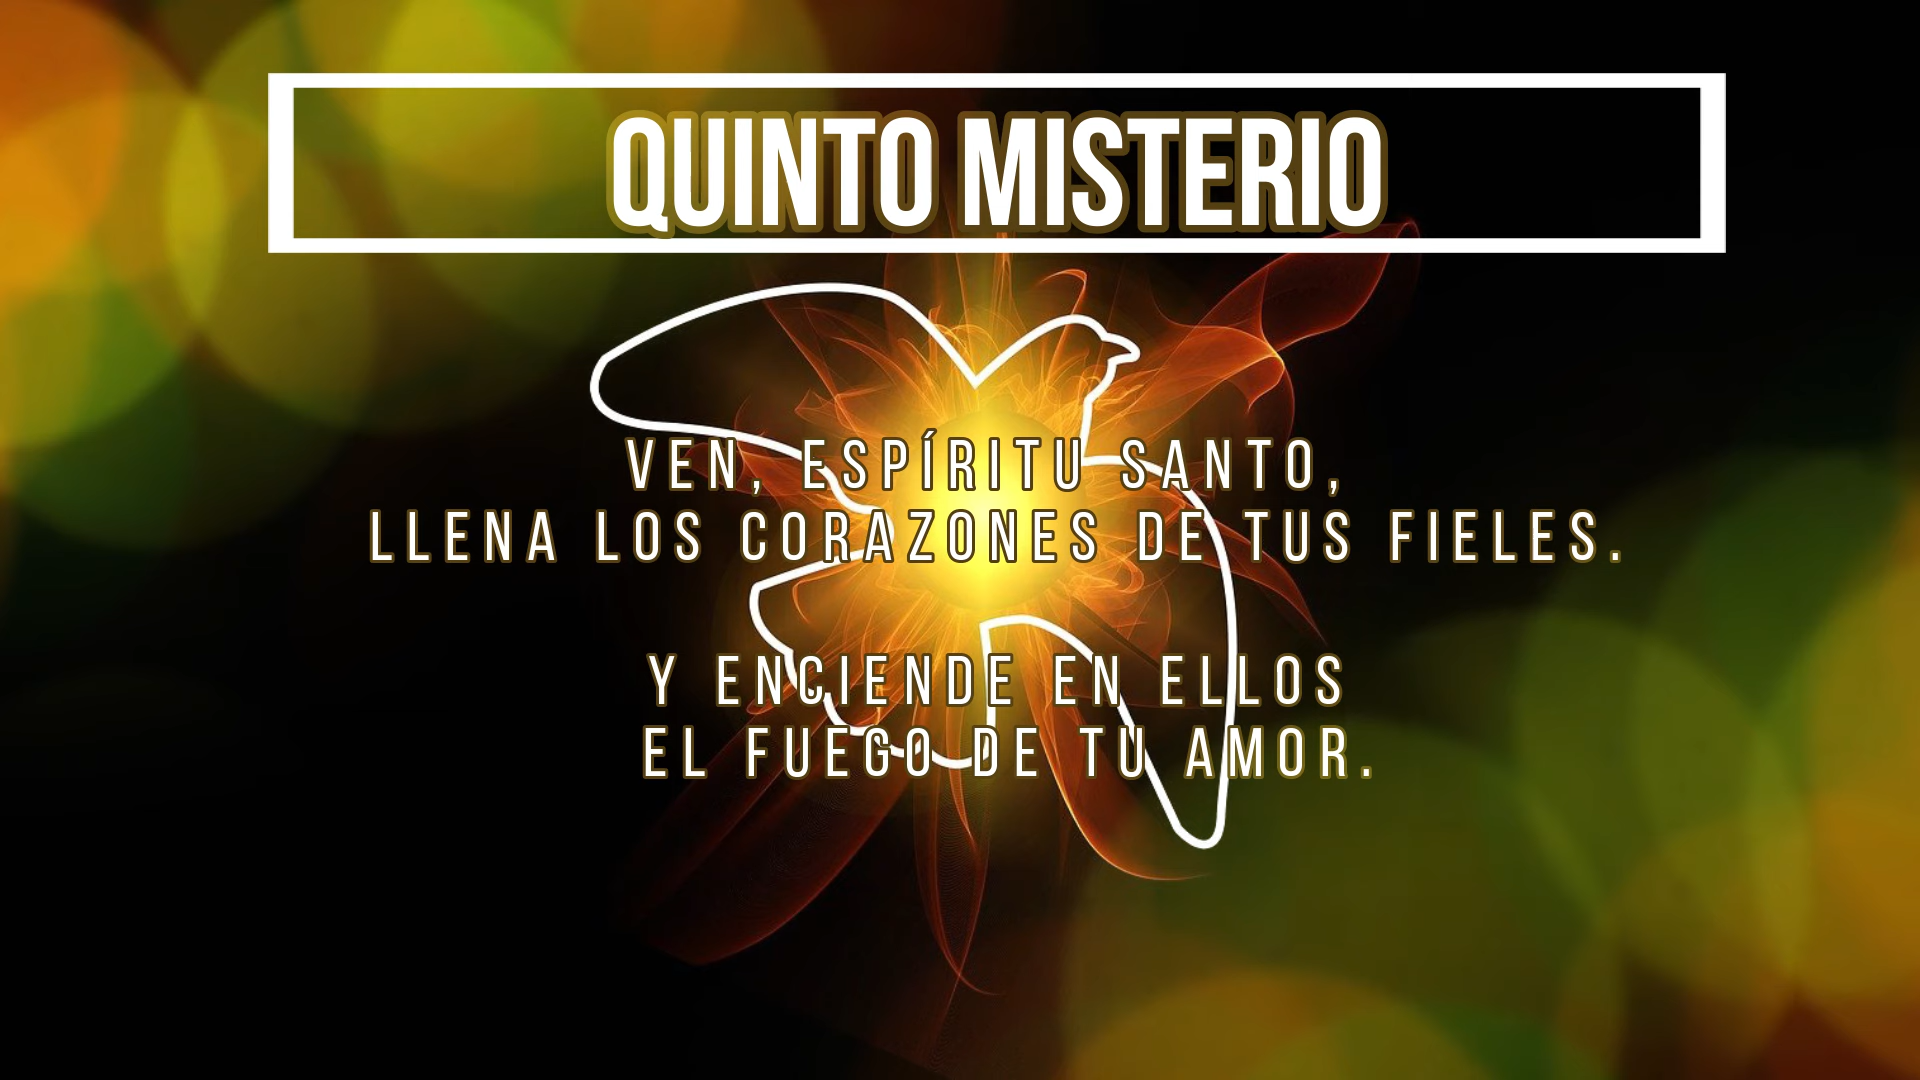 QUINTO MISTERIO
VEN, ESPÍRITU SANTO,
LLENA LOS CORAZONES DE TUS FIELES.
Y ENCIENDE EN ELLOS
EL FUEGO DE TU AMOR.